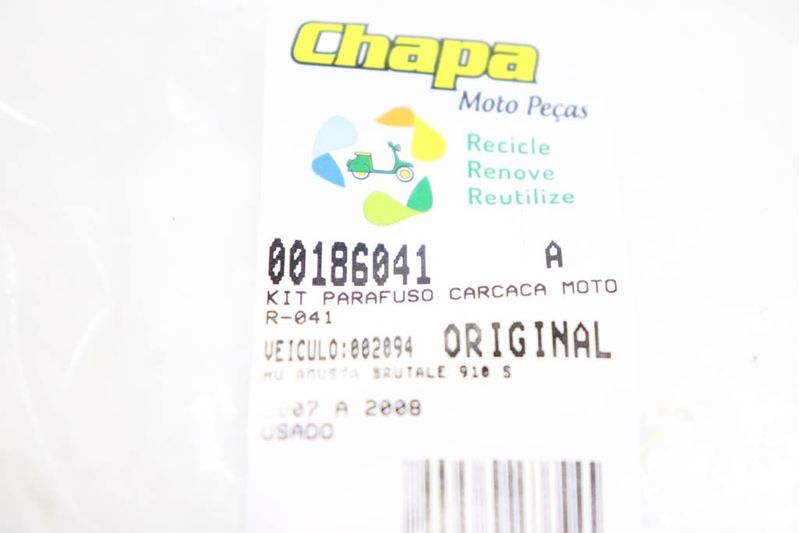 Chapa
Moto Peças
Recicle
Renove
Reutilize
00186041 A
KIT PARAFUSO CARCACA MOTO
R-041
VEICULO:002094 ORIGINAL
MV AGUSTA BRUTALE 910 S
2007 A 2008
USADO